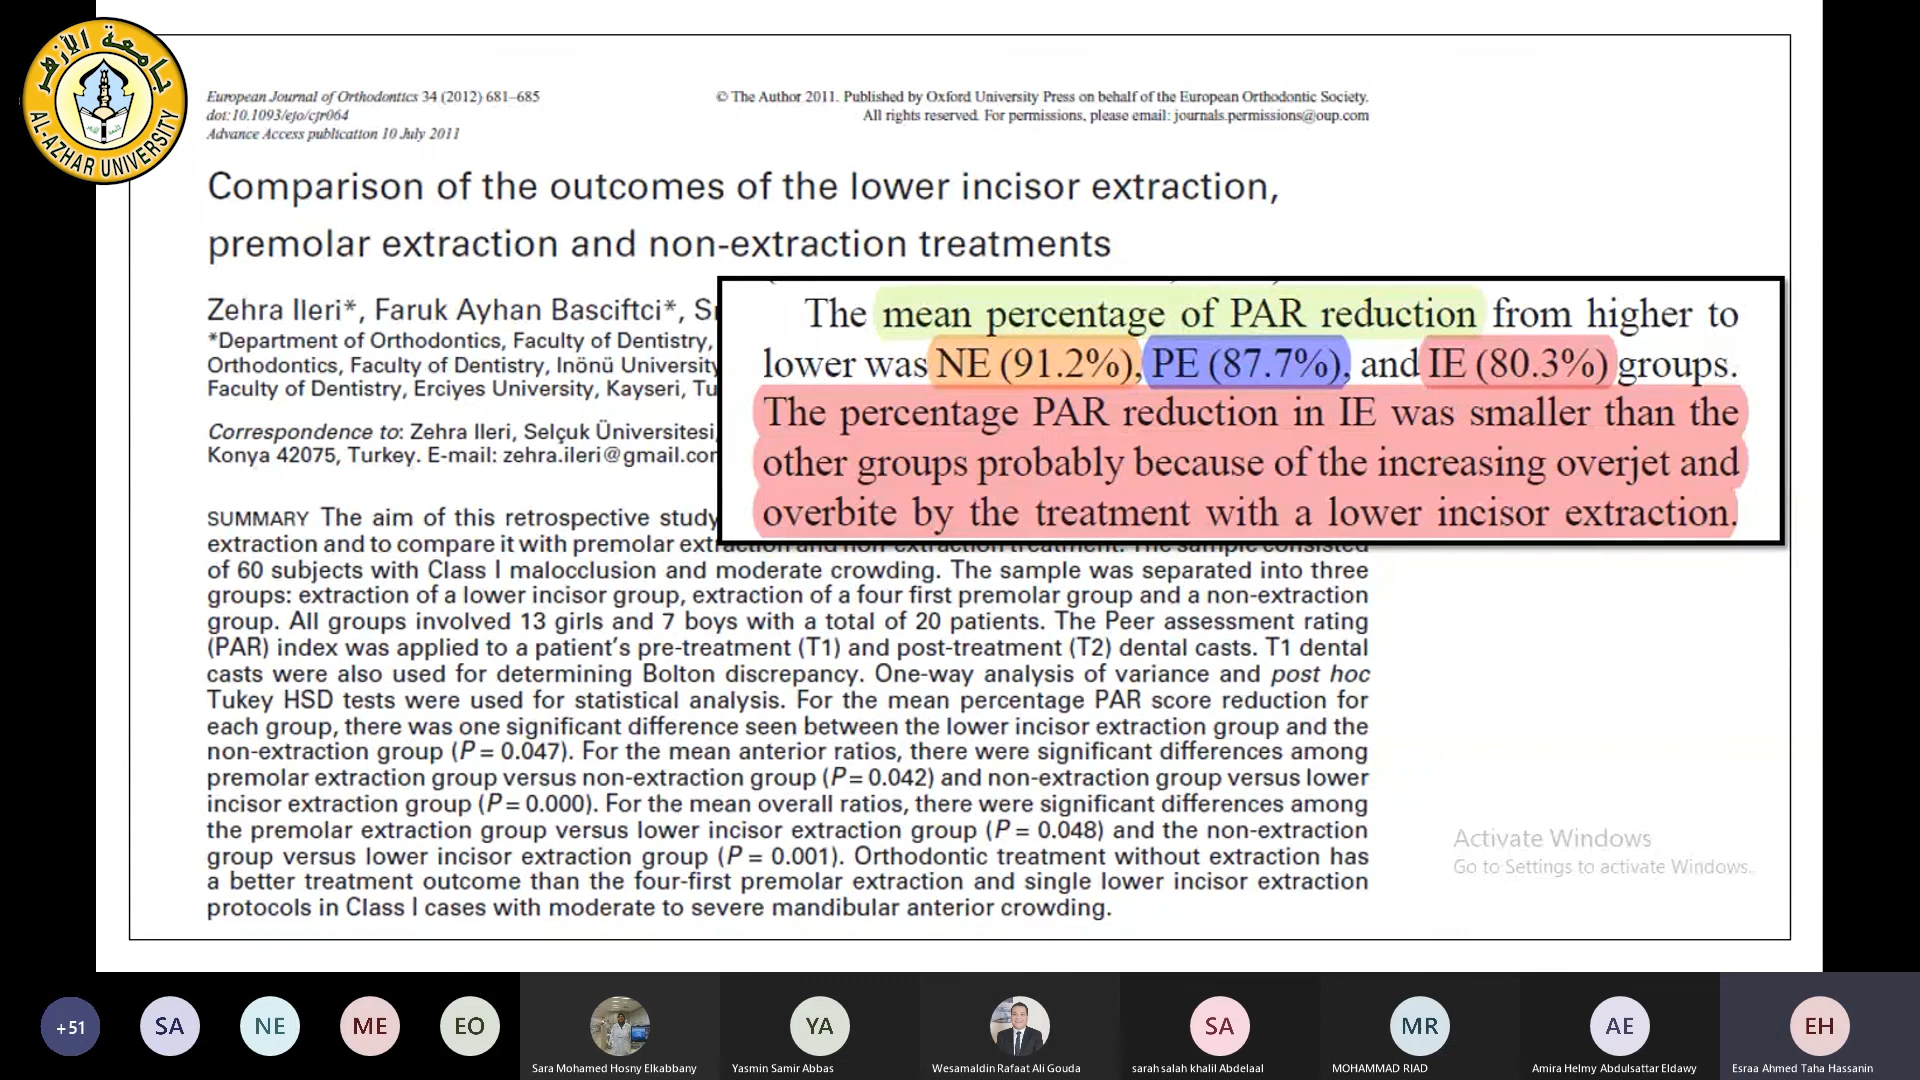 جامعة الأزهر
AL-AZHAR UNIVERSITY
European Journal of Orthodontics 34 (2012) 681–685
doi:10.1093/ejo/cjr064
Advance Access publication 10 July 2011
© The Author 2011. Published by Oxford University Press on behalf of the European Orthodontic Society.
All rights reserved. For permissions, please email: journals.permissions@oup.com
Comparison of the outcomes of the lower incisor extraction,
premolar extraction and non-extraction treatments
Zehra Ileri*, Faruk Ayhan Basciftci*,
*Department of Orthodontics, Faculty of Dentistry,
Orthodontics, Faculty of Dentistry, Inönü University
Faculty of Dentistry, Erciyes University, Kayseri, Tu
Correspondence to: Zehra Ileri, Selçuk Üniversitesi,
Konya 42075, Turkey. E-mail: zehra.ileri@gmail.com
The mean percentage of PAR reduction from higher to
lower was NE (91.2%), PE (87.7%), and IE (80.3%) groups.
The percentage PAR reduction in IE was smaller than the
other groups probably because of the increasing overjet and
overbite by the treatment with a lower incisor extraction.
SUMMARY The aim of this retrospective study
extraction and to compare it with premolar extraction and non-extraction treatment. The sample consisted
of 60 subjects with Class I malocclusion and moderate crowding. The sample was separated into three
groups: extraction of a lower incisor group, extraction of a four first premolar group and a non-extraction
group. All groups involved 13 girls and 7 boys with a total of 20 patients. The Peer assessment rating
(PAR) index was applied to a patient's pre-treatment (T1) and post-treatment (T2) dental casts. T1 dental
casts were also used for determining Bolton discrepancy. One-way analysis of variance and post hoc
Tukey HSD tests were used for statistical analysis. For the mean percentage PAR score reduction for
each group, there was one significant difference seen between the lower incisor extraction group and the
non-extraction group (P = 0.047). For the mean anterior ratios, there were significant differences among
premolar extraction group versus non-extraction group (P = 0.042) and non-extraction group versus lower
incisor extraction group (P = 0.000). For the mean overall ratios, there were significant differences among
the premolar extraction group versus lower incisor extraction group (P = 0.048) and the non-extraction
group versus lower incisor extraction group (P = 0.001). Orthodontic treatment without extraction has
a better treatment outcome than the four-first premolar extraction and single lower incisor extraction
protocols in Class I cases with moderate to severe mandibular anterior crowding.
Activate Windows
Go to Settings to activate Windows.
+51
SA
NE
ME
EO
YA
SA
MR
AE
EH
Sara Mohamed Hosny Elkabbany
Yasmin Samir Abbas
Wesamaldin Rafaat Ali Gouda
sarah salah khalil Abdelaal
MOHAMMAD RIAD
Amira Helmy Abdulsattar Eldawy
Esraa Ahmed Taha Hassanin